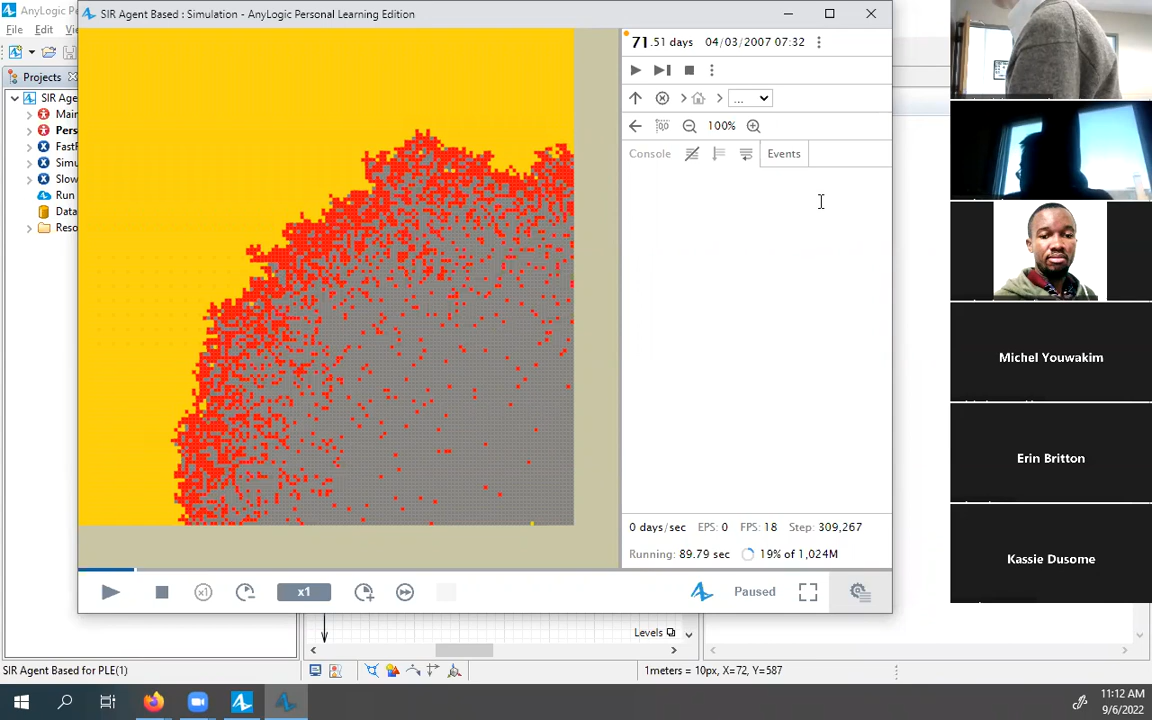 AnyLogic Pe
SIR Agent Based : Simulation - AnyLogic Personal Learning Edition
File Edit Vi
Projects
SIR Age
Main
Pers
FastF
Simu
Slow
Run
Data
Reso
71.51 days 04/03/2007 07:32
...
100%
Console Events
0 days/sec EPS: 0 FPS: 18 Step: 309,267
Running: 89.79 sec 19% of 1,024M
x1 x1 Paused
Levels
SIR Agent Based for PLE(1) 1meters = 10px, X=72, Y=587
Michel Youwakim
Erin Britton
Kassie Dusome
11:12 AM
9/6/2022